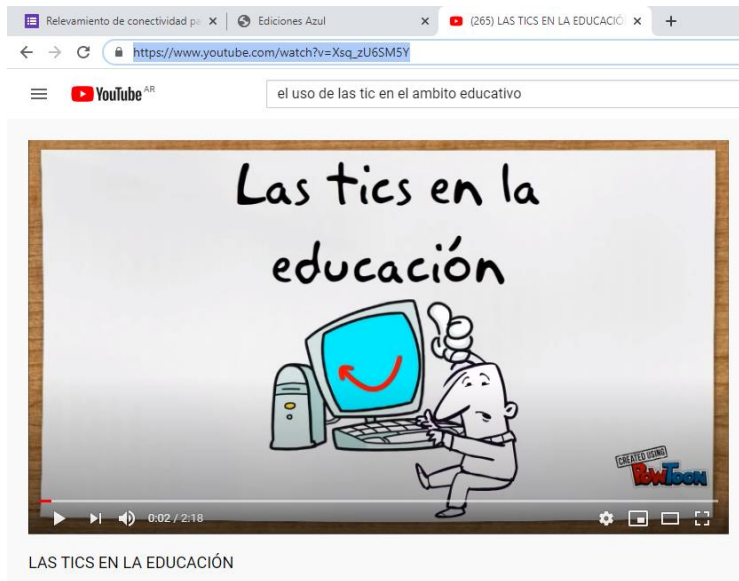 Relevamiento de conectividad pa
Ediciones Azul
(265) LAS TICS EN LA EDUCACIÓ
https://www.youtube.com/watch?v=Xsq_zU6SM5Y
YouTube AR
el uso de las tic en el ambito educativo
Las tics en la
educación
CREATED USING
PowToon
0:02 / 2:18
LAS TICS EN LA EDUCACIÓN